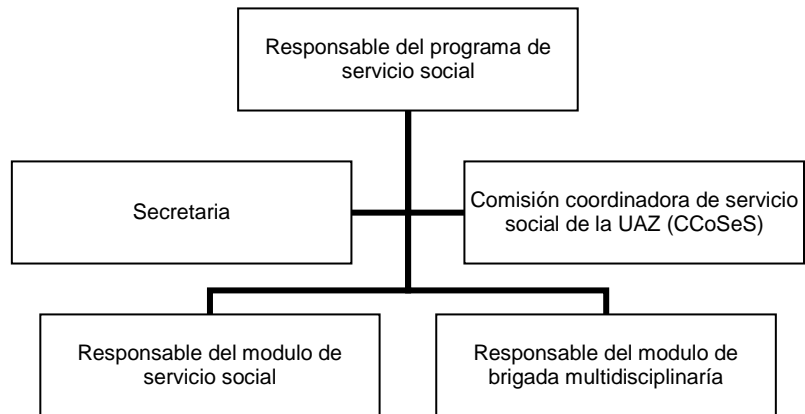 Responsable del programa de
servicio social
Secretaria
Comisión coordinadora de servicio
social de la UAZ (CCoSeS)
Responsable del modulo de
servicio social
Responsable del modulo de
brigada multidisciplinaría